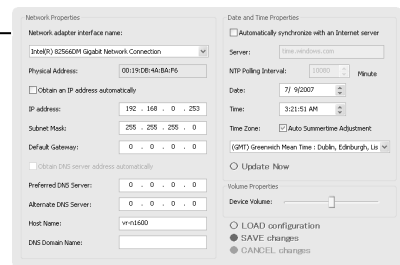 Network Properties
Network adapter interface name:
Intel(R) 82566DM Gigabit Network Connection
Physical Address: 00:19:DB:4A:BA:F6
Obtain an IP address automatically
IP address: 192 . 168 . 0 . 253
Subnet Mask: 255 . 255 . 255 . 0
Default Gateway: 0 . 0 . 0 . 0
Obtain DNS server address automatically
Preferred DNS Server: 0 . 0 . 0 . 0
Alternate DNS Server: 0 . 0 . 0 . 0
Host Name: vr-n1600
DNS Domain Name:
Date and Time Properties
Automatically synchronize with an Internet server
Server: time.windows.com
NTP Polling Interval: 10080 Minute
Date: 7/ 9/2007
Time: 3:21:51 AM
Time Zone: Auto Summertime Adjustment
(GMT) Greenwich Mean Time : Dublin, Edinburgh, Lis
Update Now
Volume Properties
Device Volume:
LOAD configuration
SAVE changes
CANCEL changes